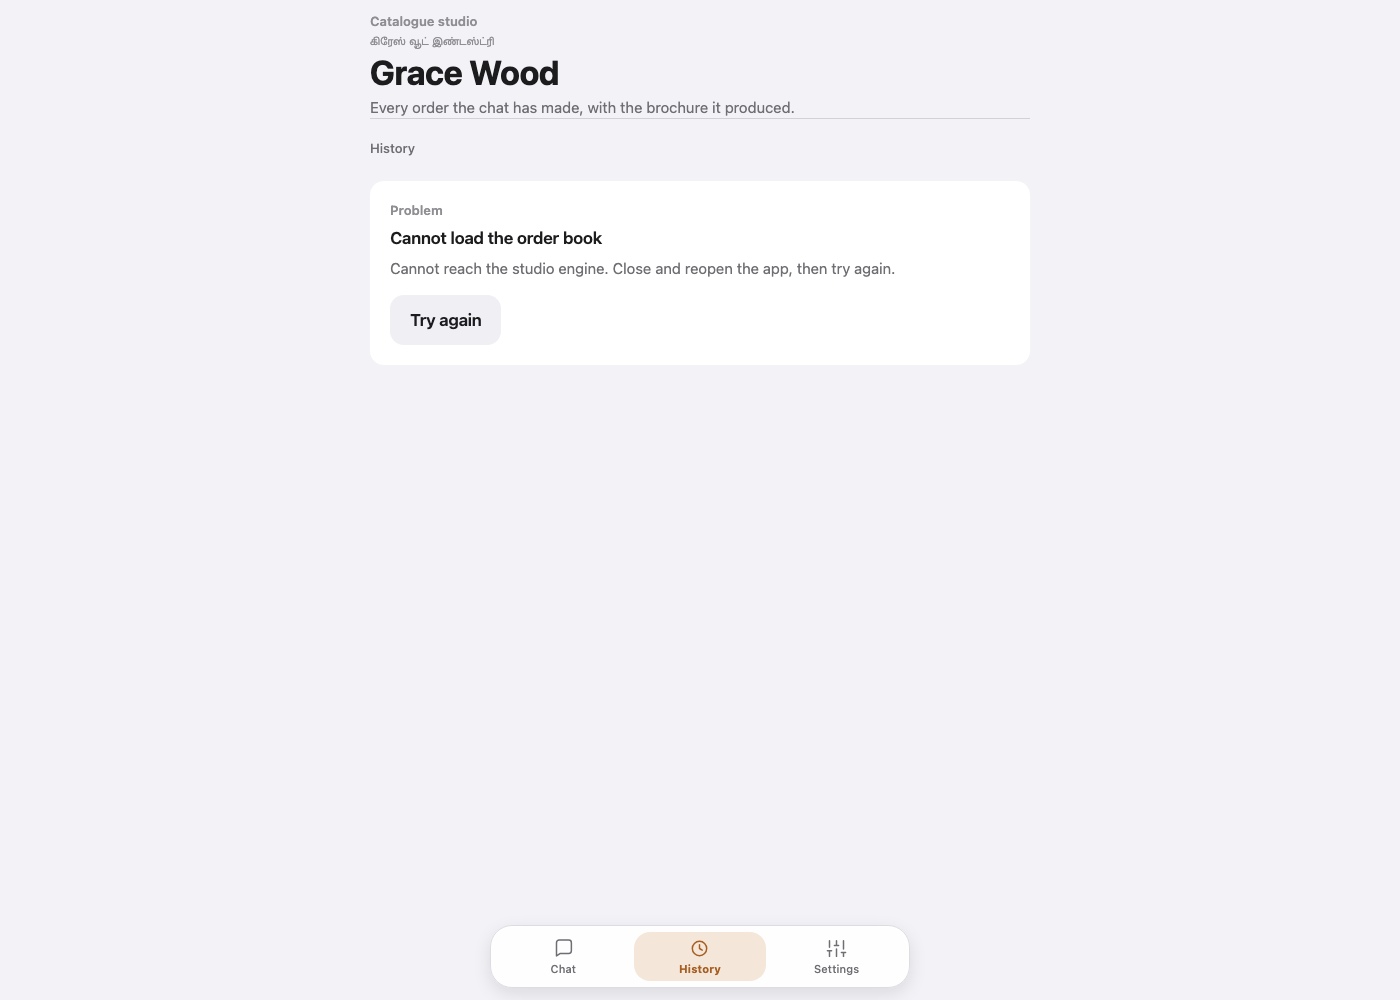 Catalogue studio
கிரேஸ் வூட் இண்டஸ்ட்ரி
Grace Wood
Every order the chat has made, with the brochure it produced.
History
Problem
Cannot load the order book
Cannot reach the studio engine. Close and reopen the app, then try again.
Try again
Chat
History
Settings